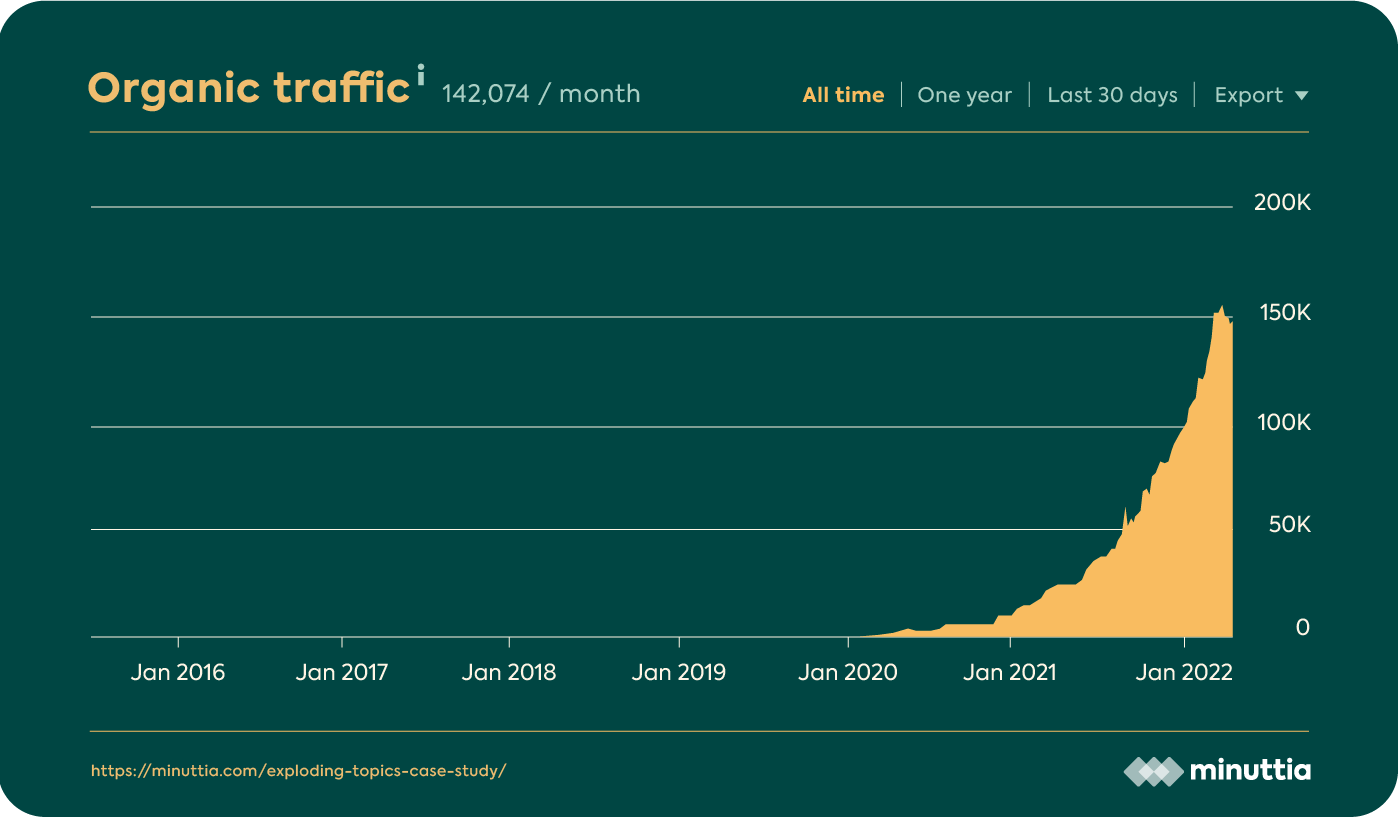 Organic traffic i 142,074 / month
All time | One year | Last 30 days | Export ▼
200K
150K
100K
50K
0
Jan 2016 Jan 2017 Jan 2018 Jan 2019 Jan 2020 Jan 2021 Jan 2022
https://minuttia.com/exploding-topics-case-study/
minuttia